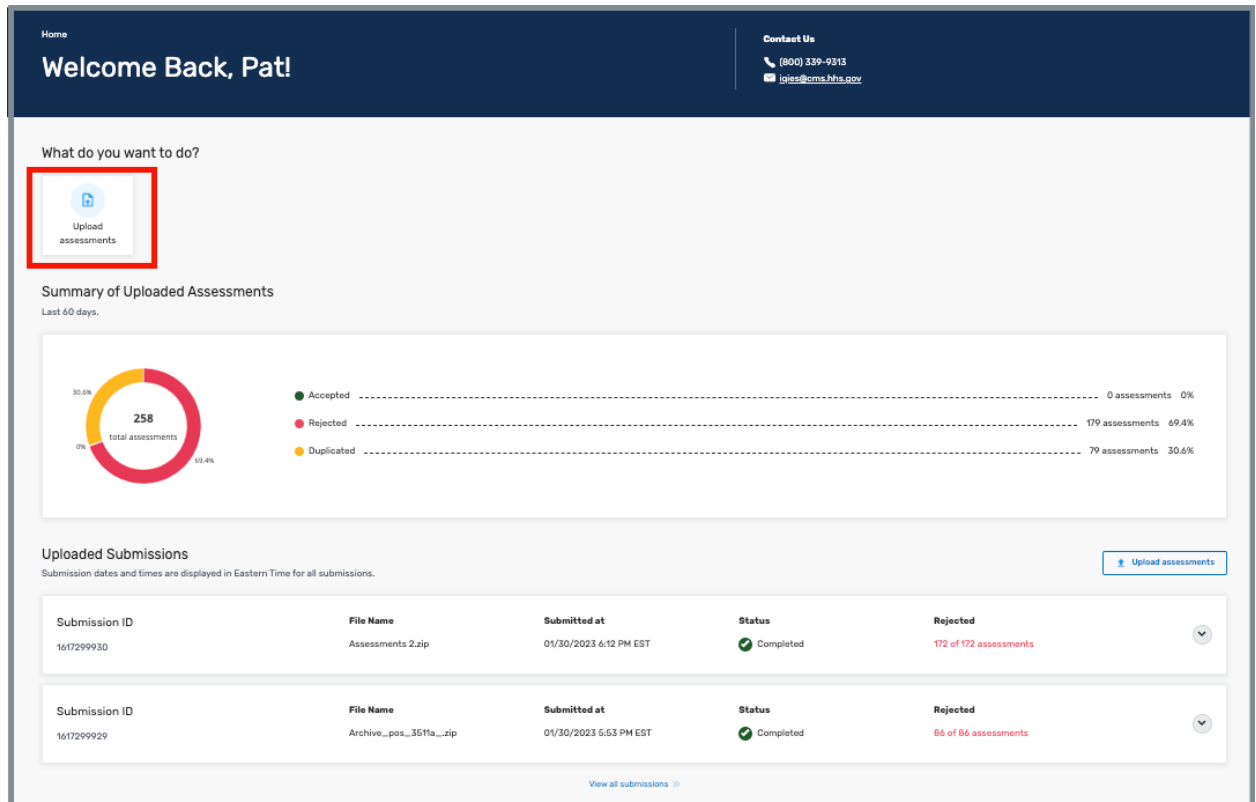 Home
Welcome Back, Pat!
Contact Us
(800) 339-9313
iqies@cms.hhs.gov
What do you want to do?
Upload
assessments
Summary of Uploaded Assessments
Last 60 days.
30.6%
258
total assessments
0%
69.4%
Accepted 0 assessments 0%
Rejected 179 assessments 69.4%
Duplicated 79 assessments 30.6%
Uploaded Submissions
Submission dates and times are displayed in Eastern Time for all submissions.
Upload assessments
Submission ID File Name Submitted at Status Rejected
1617299930 Assessments 2.zip 01/30/2023 6:12 PM EST Completed 172 of 172 assessments
Submission ID File Name Submitted at Status Rejected
1617299929 Archive_pos_3511a_.zip 01/30/2023 5:53 PM EST Completed 86 of 86 assessments
View all submissions